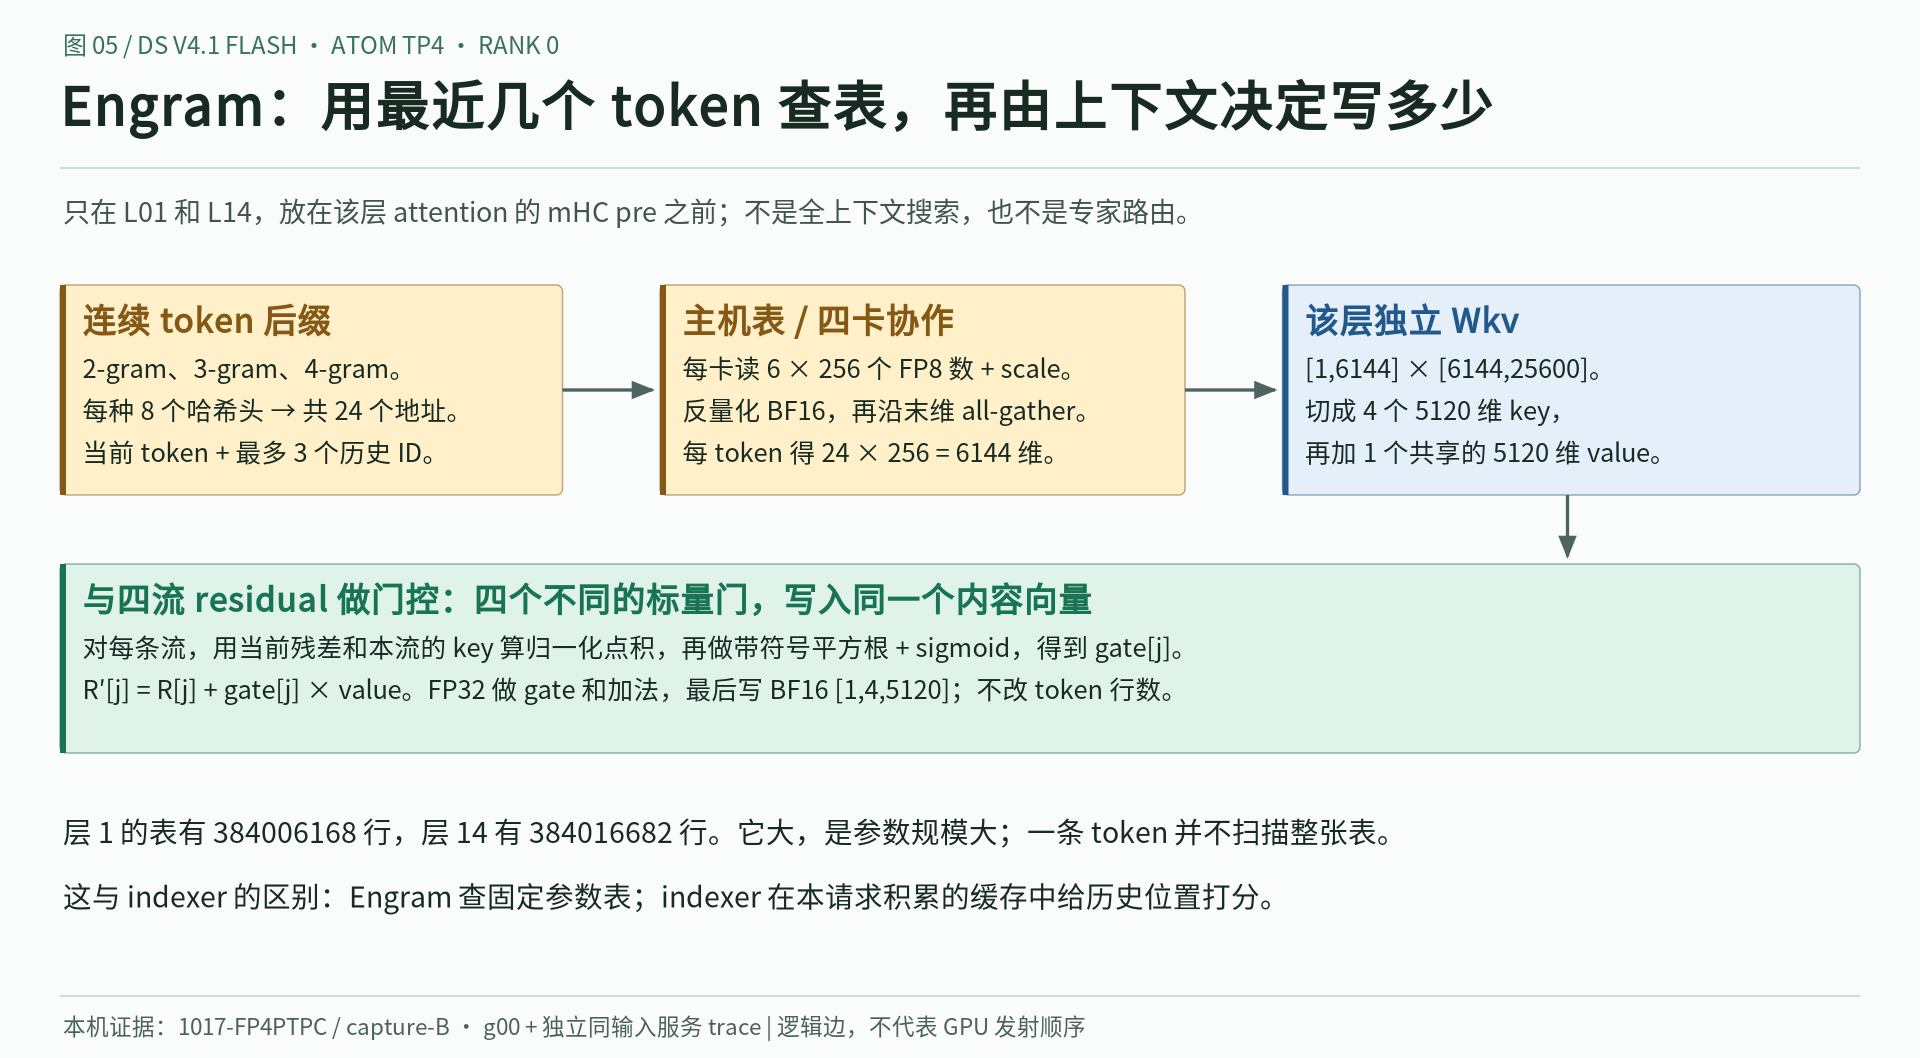 图 05 / DS V4.1 FLASH · ATOM TP4 · RANK 0
Engram：用最近几个 token 查表，再由上下文决定写多少
只在 L01 和 L14，放在该层 attention 的 mHC pre 之前；不是全上下文搜索，也不是专家路由。
连续 token 后缀
2-gram、3-gram、4-gram。
每种 8 个哈希头 → 共 24 个地址。
当前 token + 最多 3 个历史 ID。
主机表 / 四卡协作
每卡读 6 × 256 个 FP8 数 + scale。
反量化 BF16，再沿末维 all-gather。
每 token 得 24 × 256 = 6144 维。
该层独立 Wkv
[1,6144] × [6144,25600]。
切成 4 个 5120 维 key，
再加 1 个共享的 5120 维 value。
与四流 residual 做门控：四个不同的标量门，写入同一个内容向量
对每条流，用当前残差和本流的 key 算归一化点积，再做带符号平方根 + sigmoid，得到 gate[j]。
R′[j] = R[j] + gate[j] × value。FP32 做 gate 和加法，最后写 BF16 [1,4,5120]；不改 token 行数。
层 1 的表有 384006168 行，层 14 有 384016682 行。它大，是参数规模大；一条 token 并不扫描整张表。
这与 indexer 的区别：Engram 查固定参数表；indexer 在本请求积累的缓存中给历史位置打分。
本机证据：1017-FP4PTPC / capture-B · g00 + 独立同输入服务 trace | 逻辑边，不代表 GPU 发射顺序